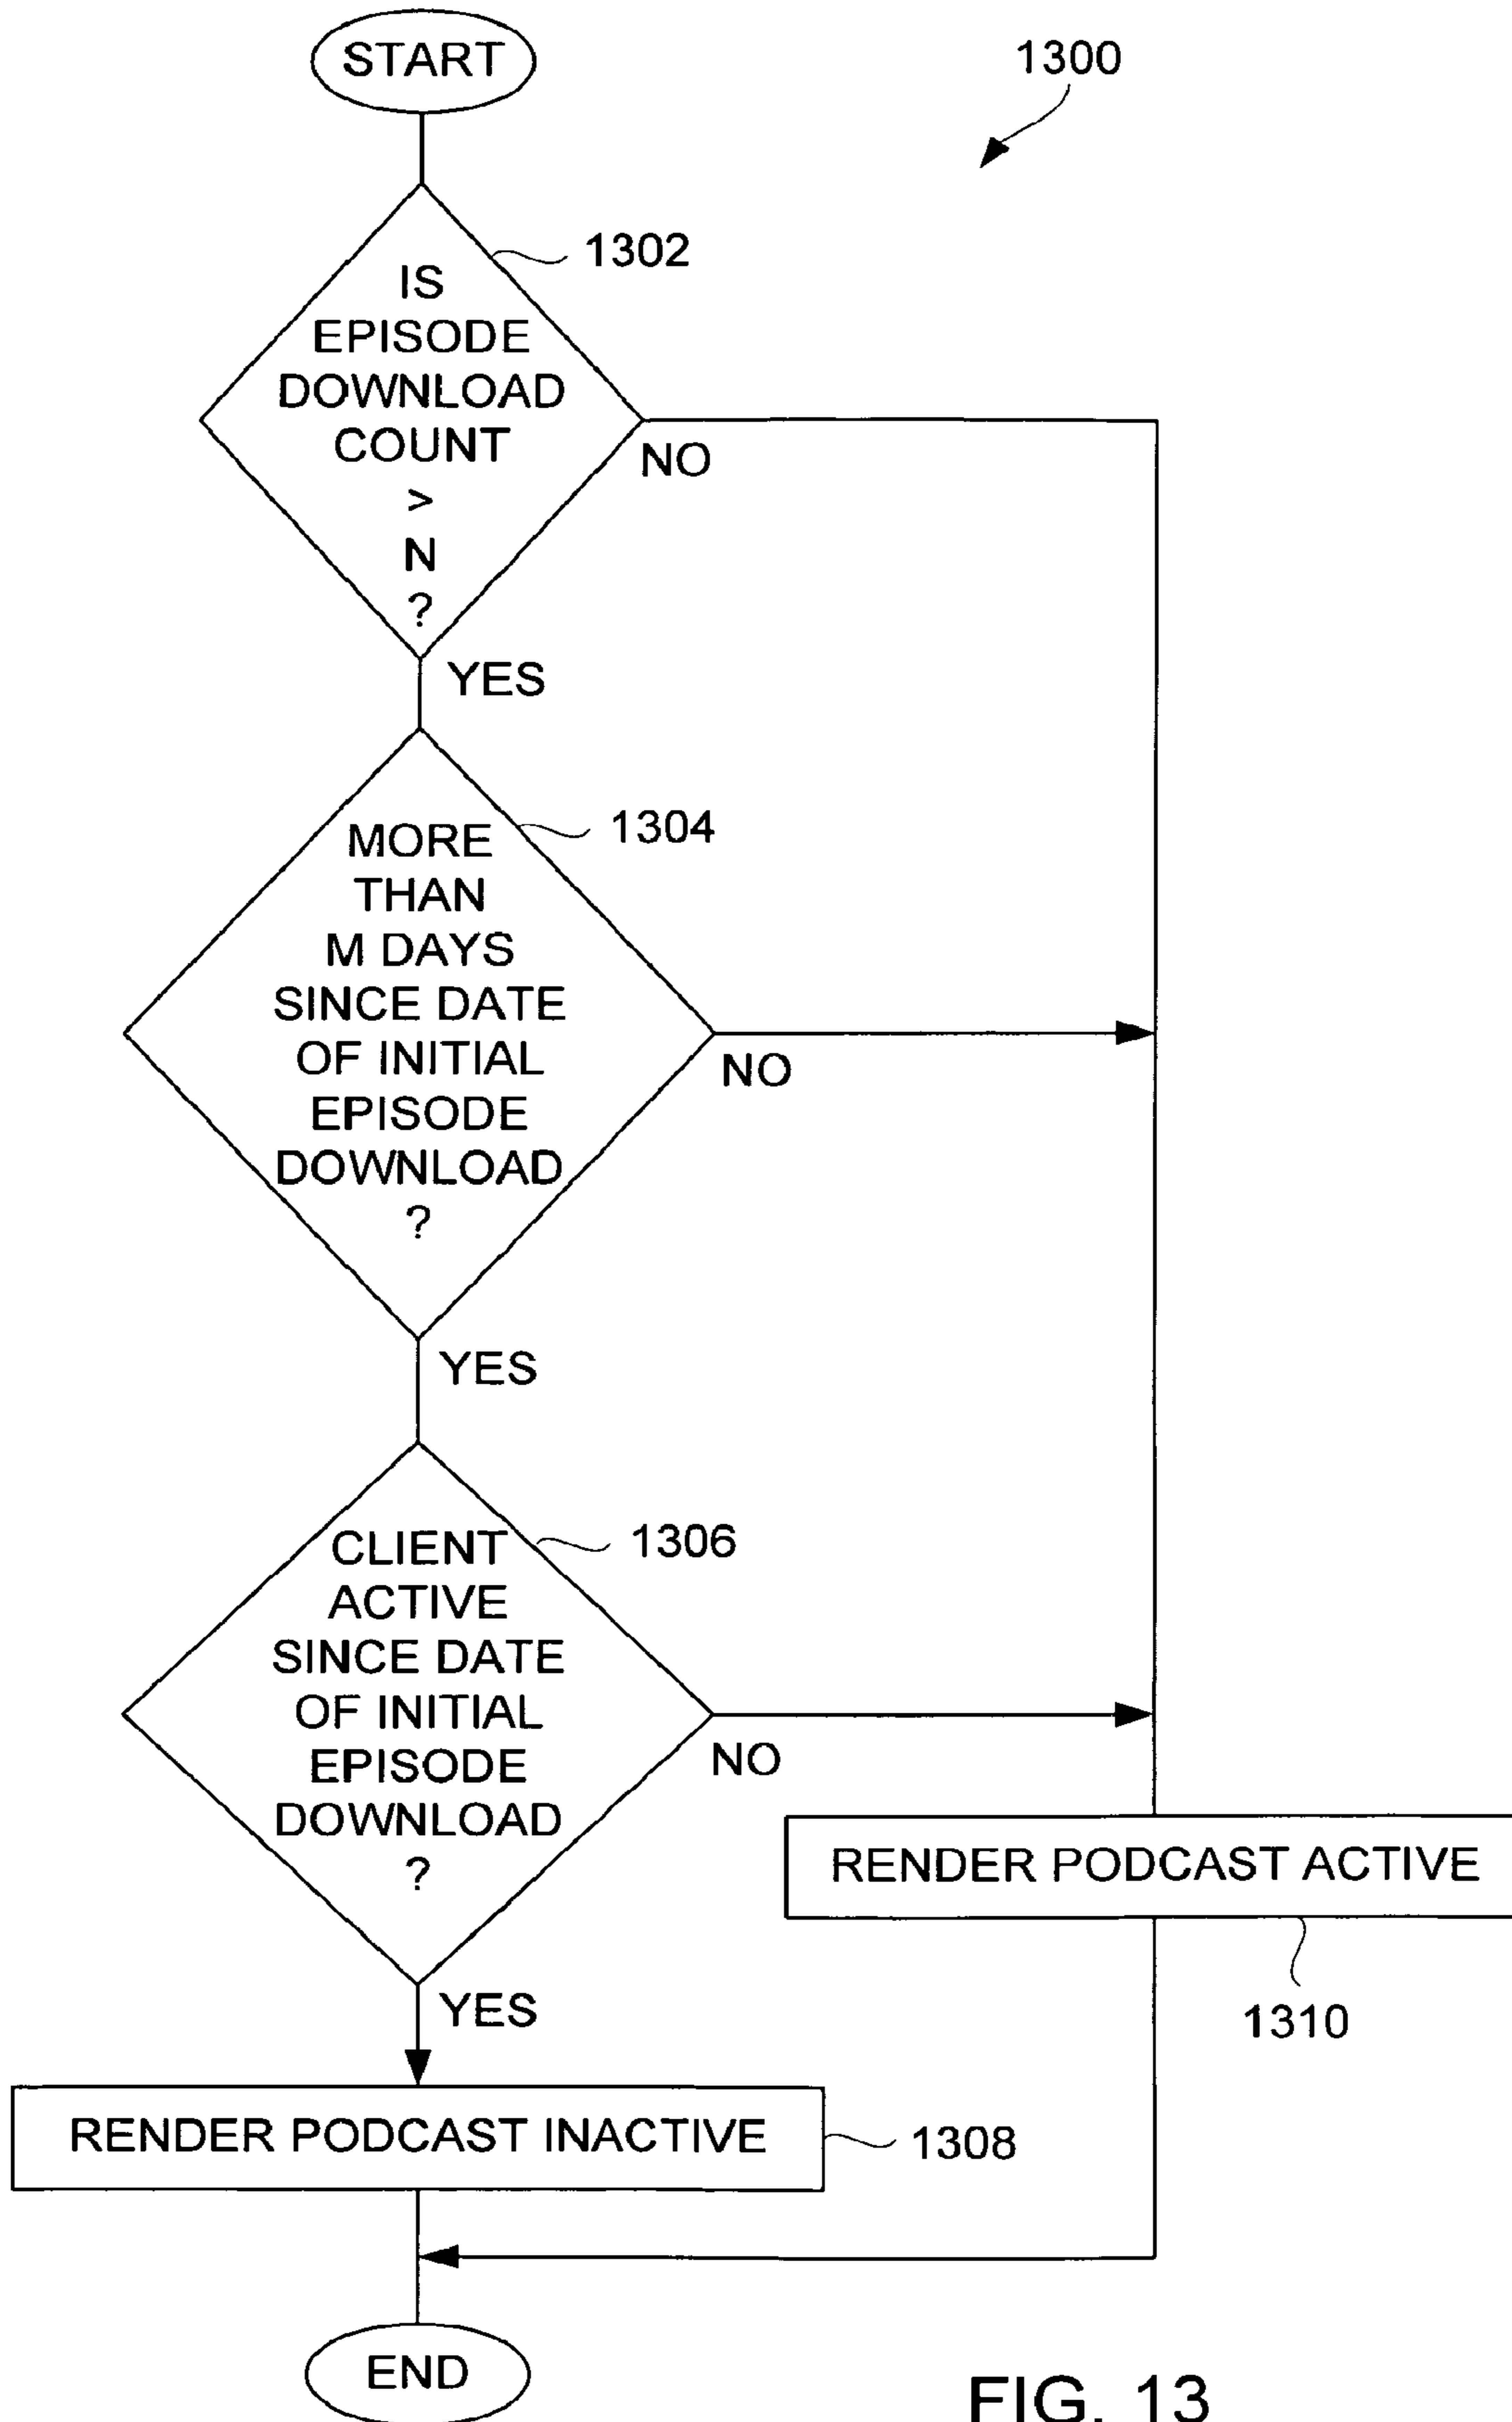 START
1300
1302
IS
EPISODE
DOWNLOAD
COUNT
>
N
?
NO
YES
1304
MORE
THAN
M DAYS
SINCE DATE
OF INITIAL
EPISODE
DOWNLOAD
?
NO
YES
1306
CLIENT
ACTIVE
SINCE DATE
OF INITIAL
EPISODE
DOWNLOAD
?
NO
RENDER PODCAST ACTIVE
1310
YES
RENDER PODCAST INACTIVE
1308
END
FIG. 13